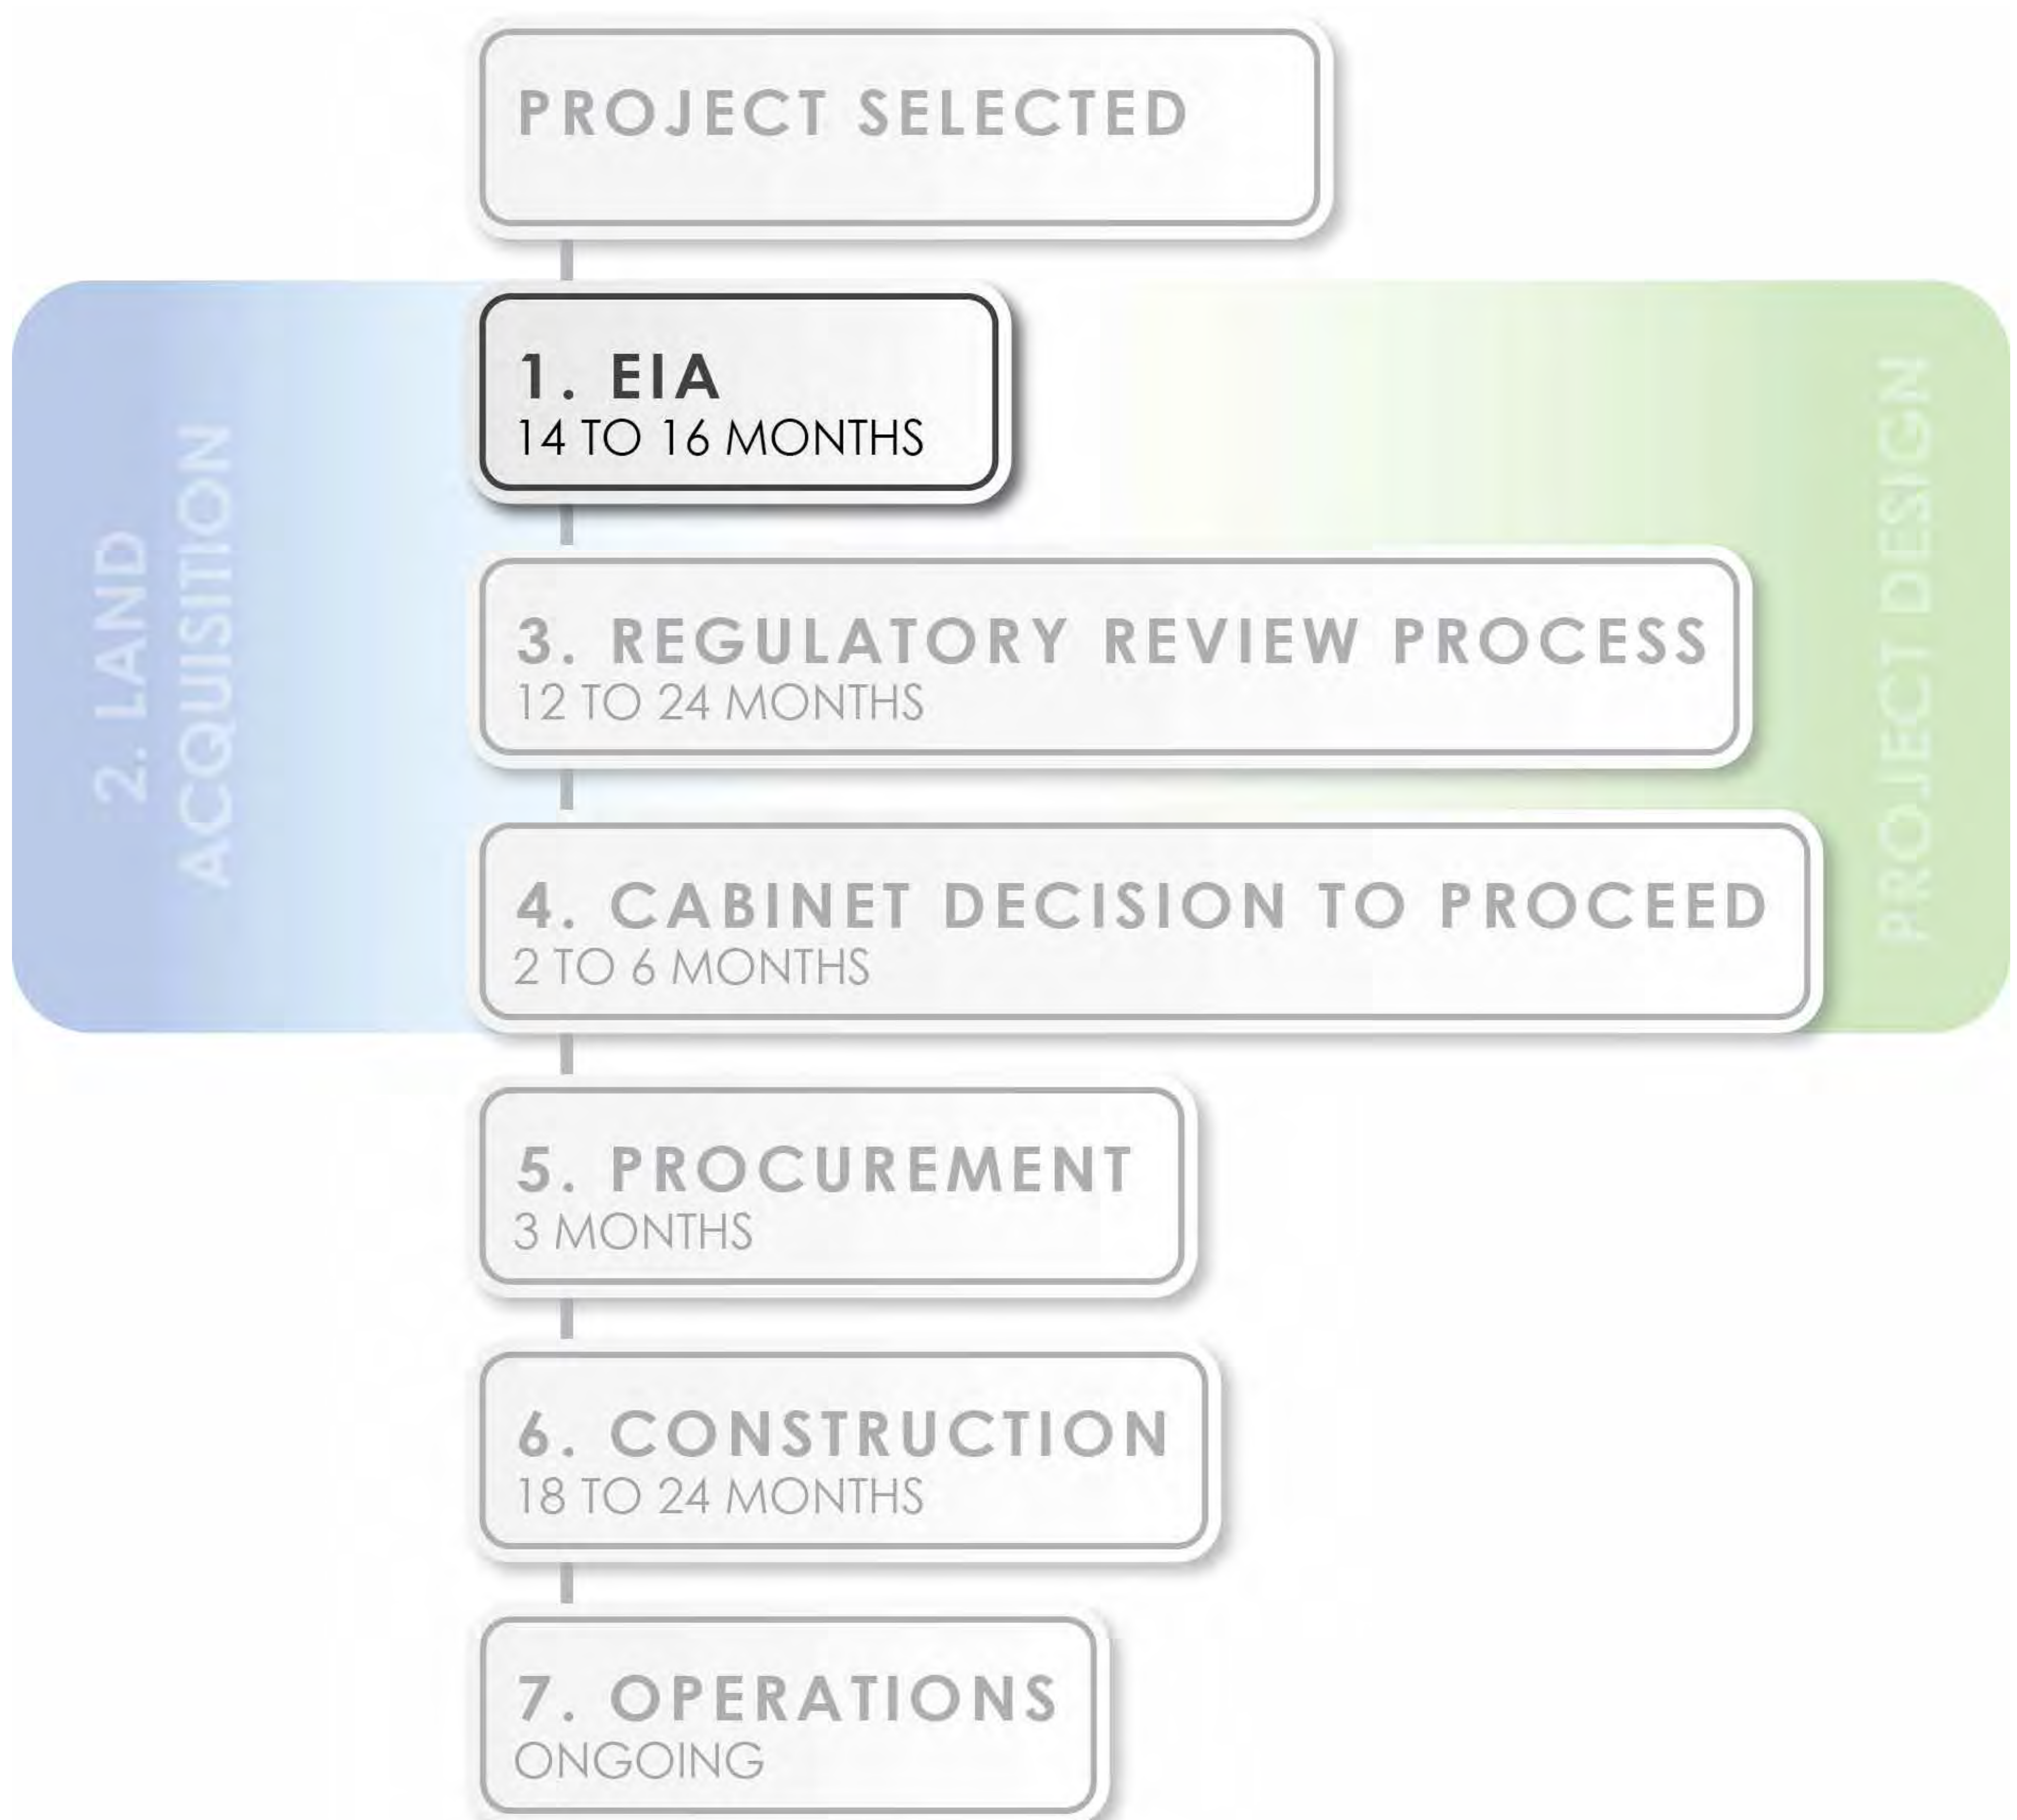 PROJECT SELECTED
1. EIA
14 TO 16 MONTHS
2. LAND
ACQUISITION
PROJECT DESIGN
3. REGULATORY REVIEW PROCESS
12 TO 24 MONTHS
4. CABINET DECISION TO PROCEED
2 TO 6 MONTHS
5. PROCUREMENT
3 MONTHS
6. CONSTRUCTION
18 TO 24 MONTHS
7. OPERATIONS
ONGOING